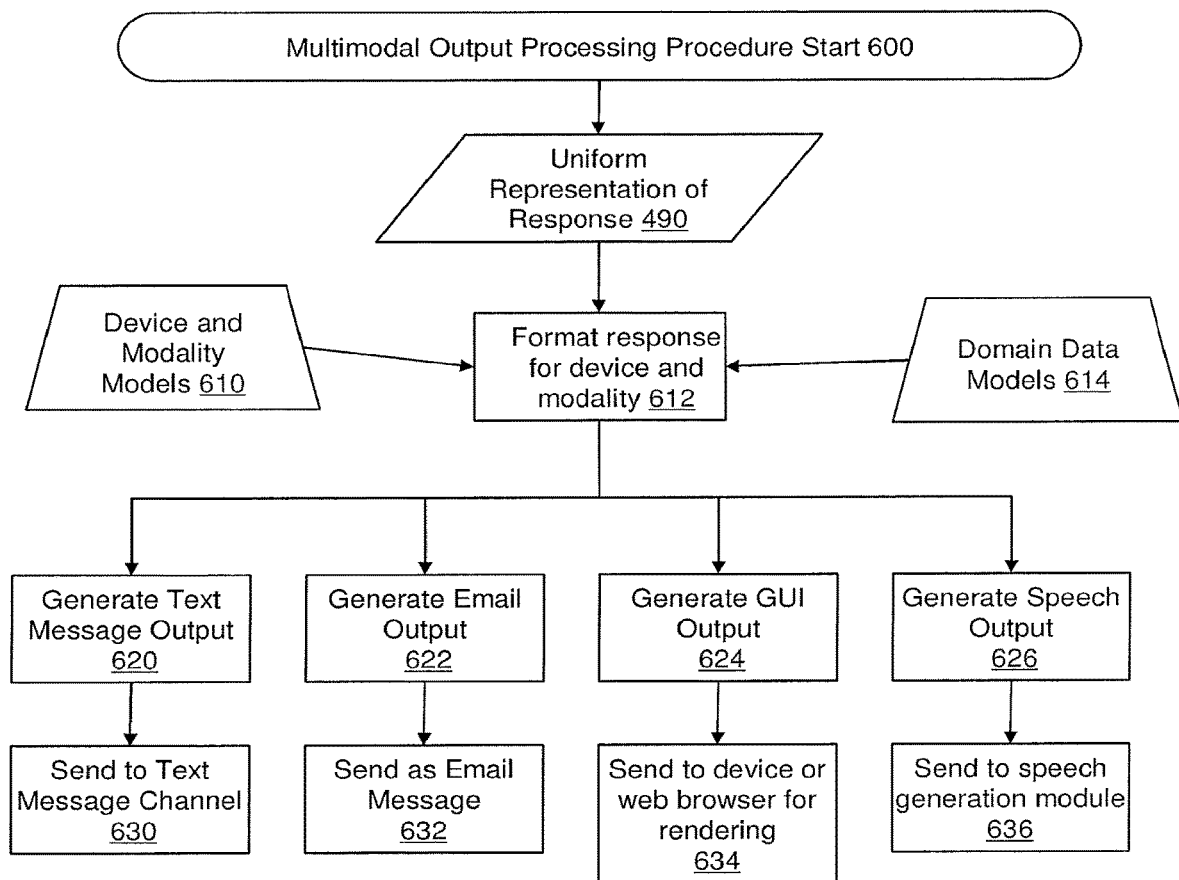 Multimodal Output Processing Procedure Start 600
Uniform
Representation of
Response 490
Device and
Modality
Models 610
Format response
for device and
modality 612
Domain Data
Models 614
Generate Text
Message Output
620
Generate Email
Output
622
Generate GUI
Output
624
Generate Speech
Output
626
Send to Text
Message Channel
630
Send as Email
Message
632
Send to device or
web browser for
rendering
634
Send to speech
generation module
636